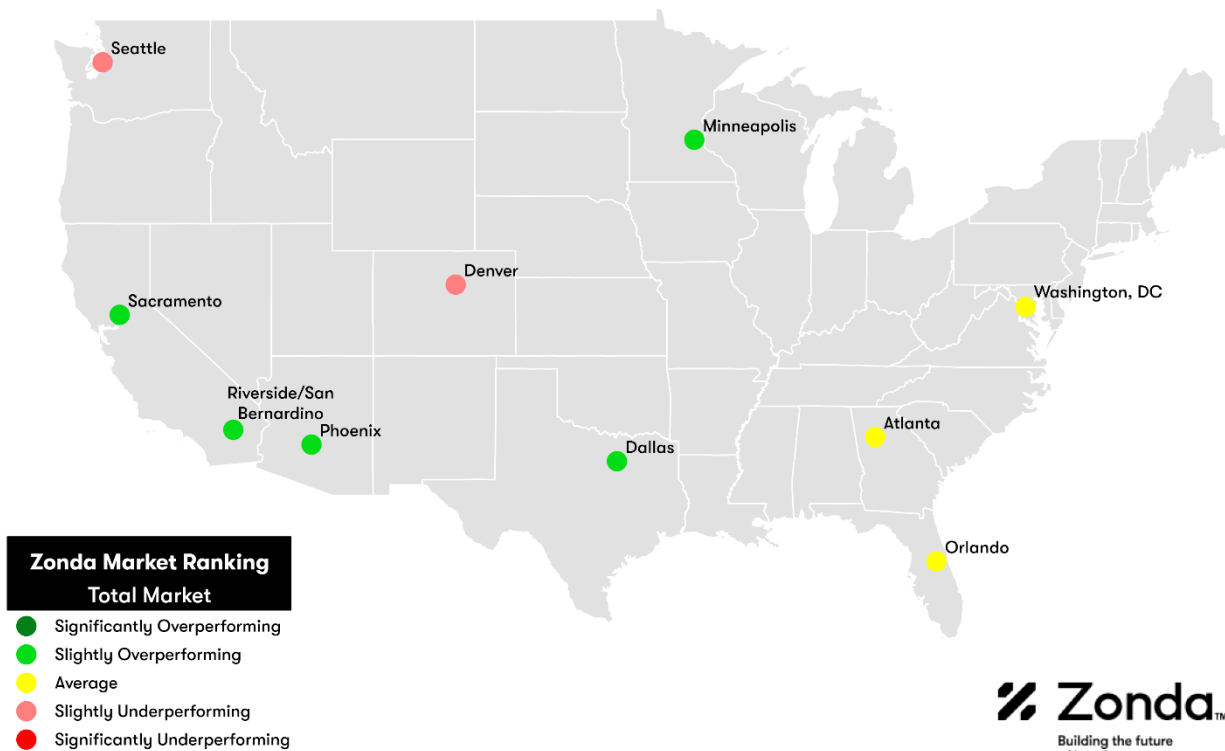 Seattle
Minneapolis
Denver
Sacramento
Washington, DC
Riverside/San
Bernardino
Phoenix
Atlanta
Dallas
Orlando
Zonda Market Ranking
Total Market
Significantly Overperforming
Slightly Overperforming
Average
Slightly Underperforming
Significantly Underperforming
Zonda™
Building the future